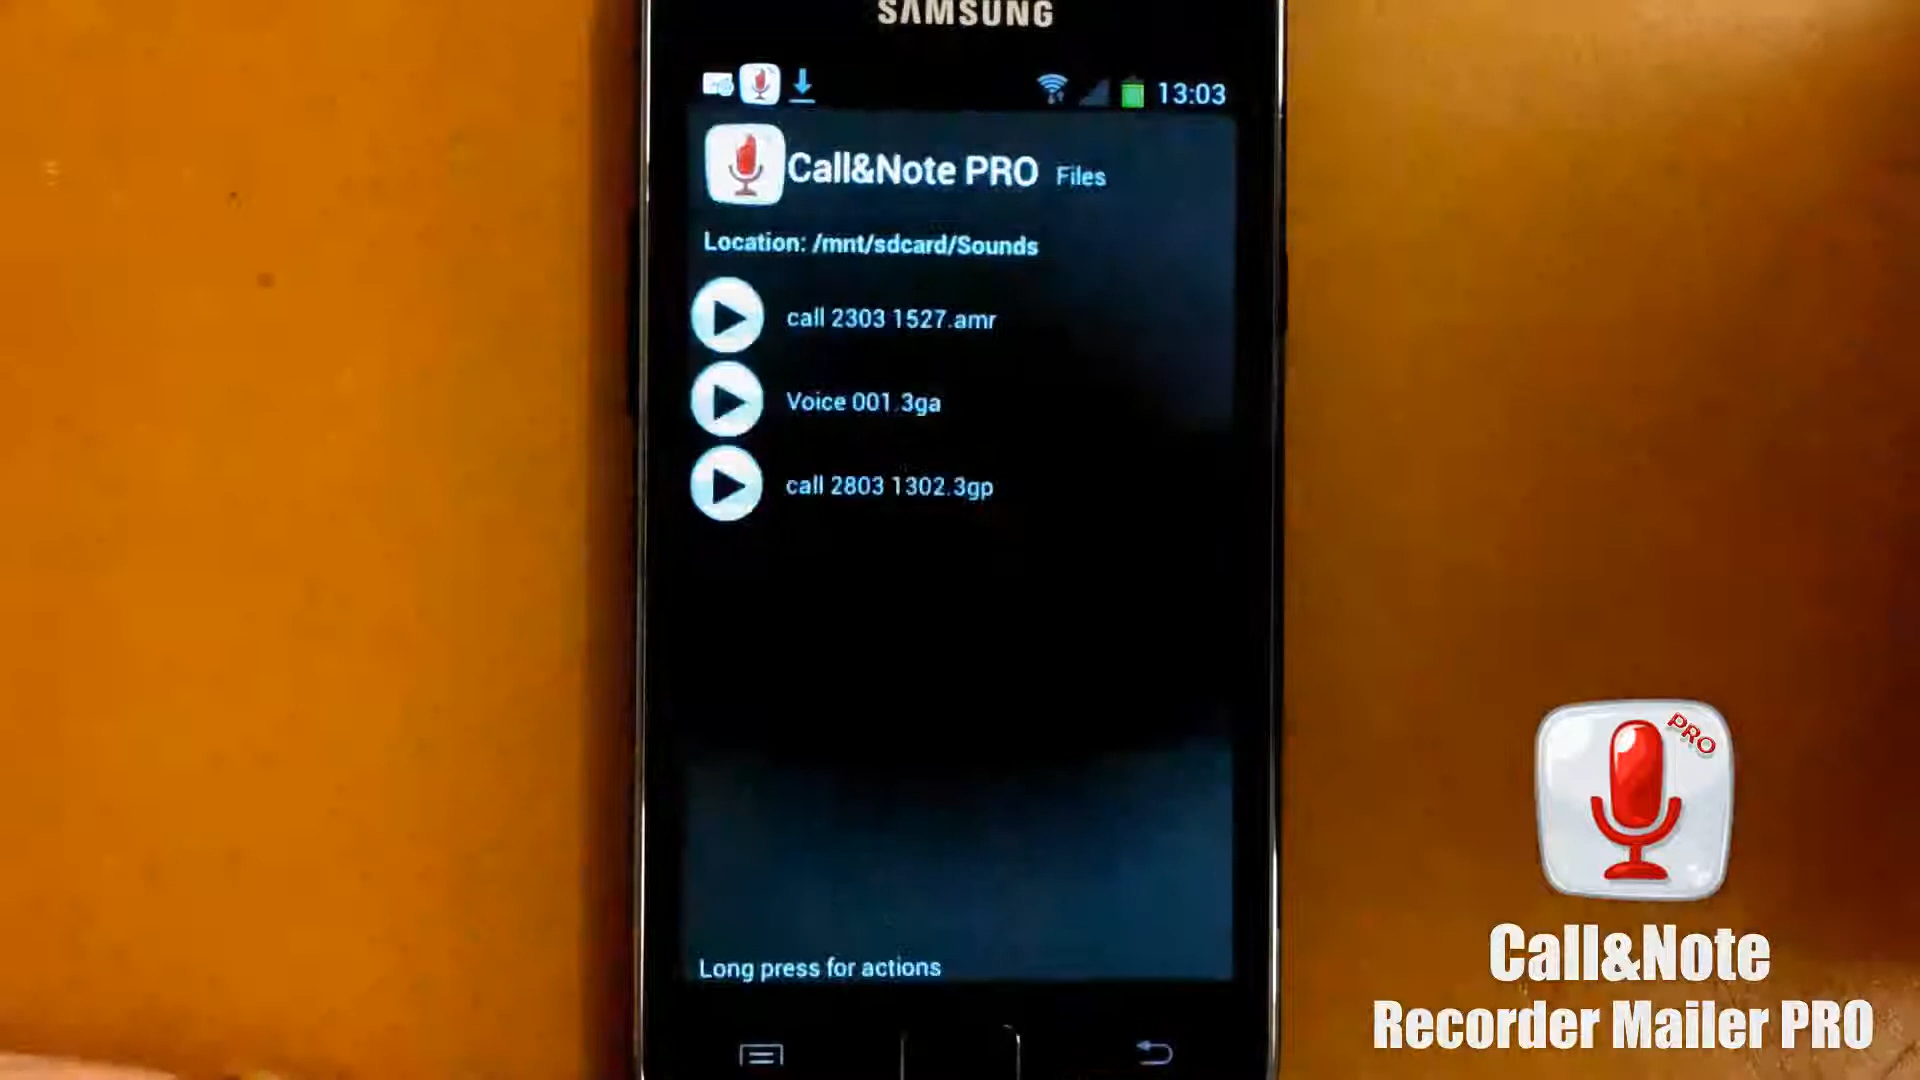 SAMSUNG
13:03
Call&Note PRO Files
Location: /mnt/sdcard/Sounds
call 2303 1527.amr
Voice 001.3ga
call 2803 1302.3gp
Long press for actions
PRO
Call&Note
Recorder Mailer PRO